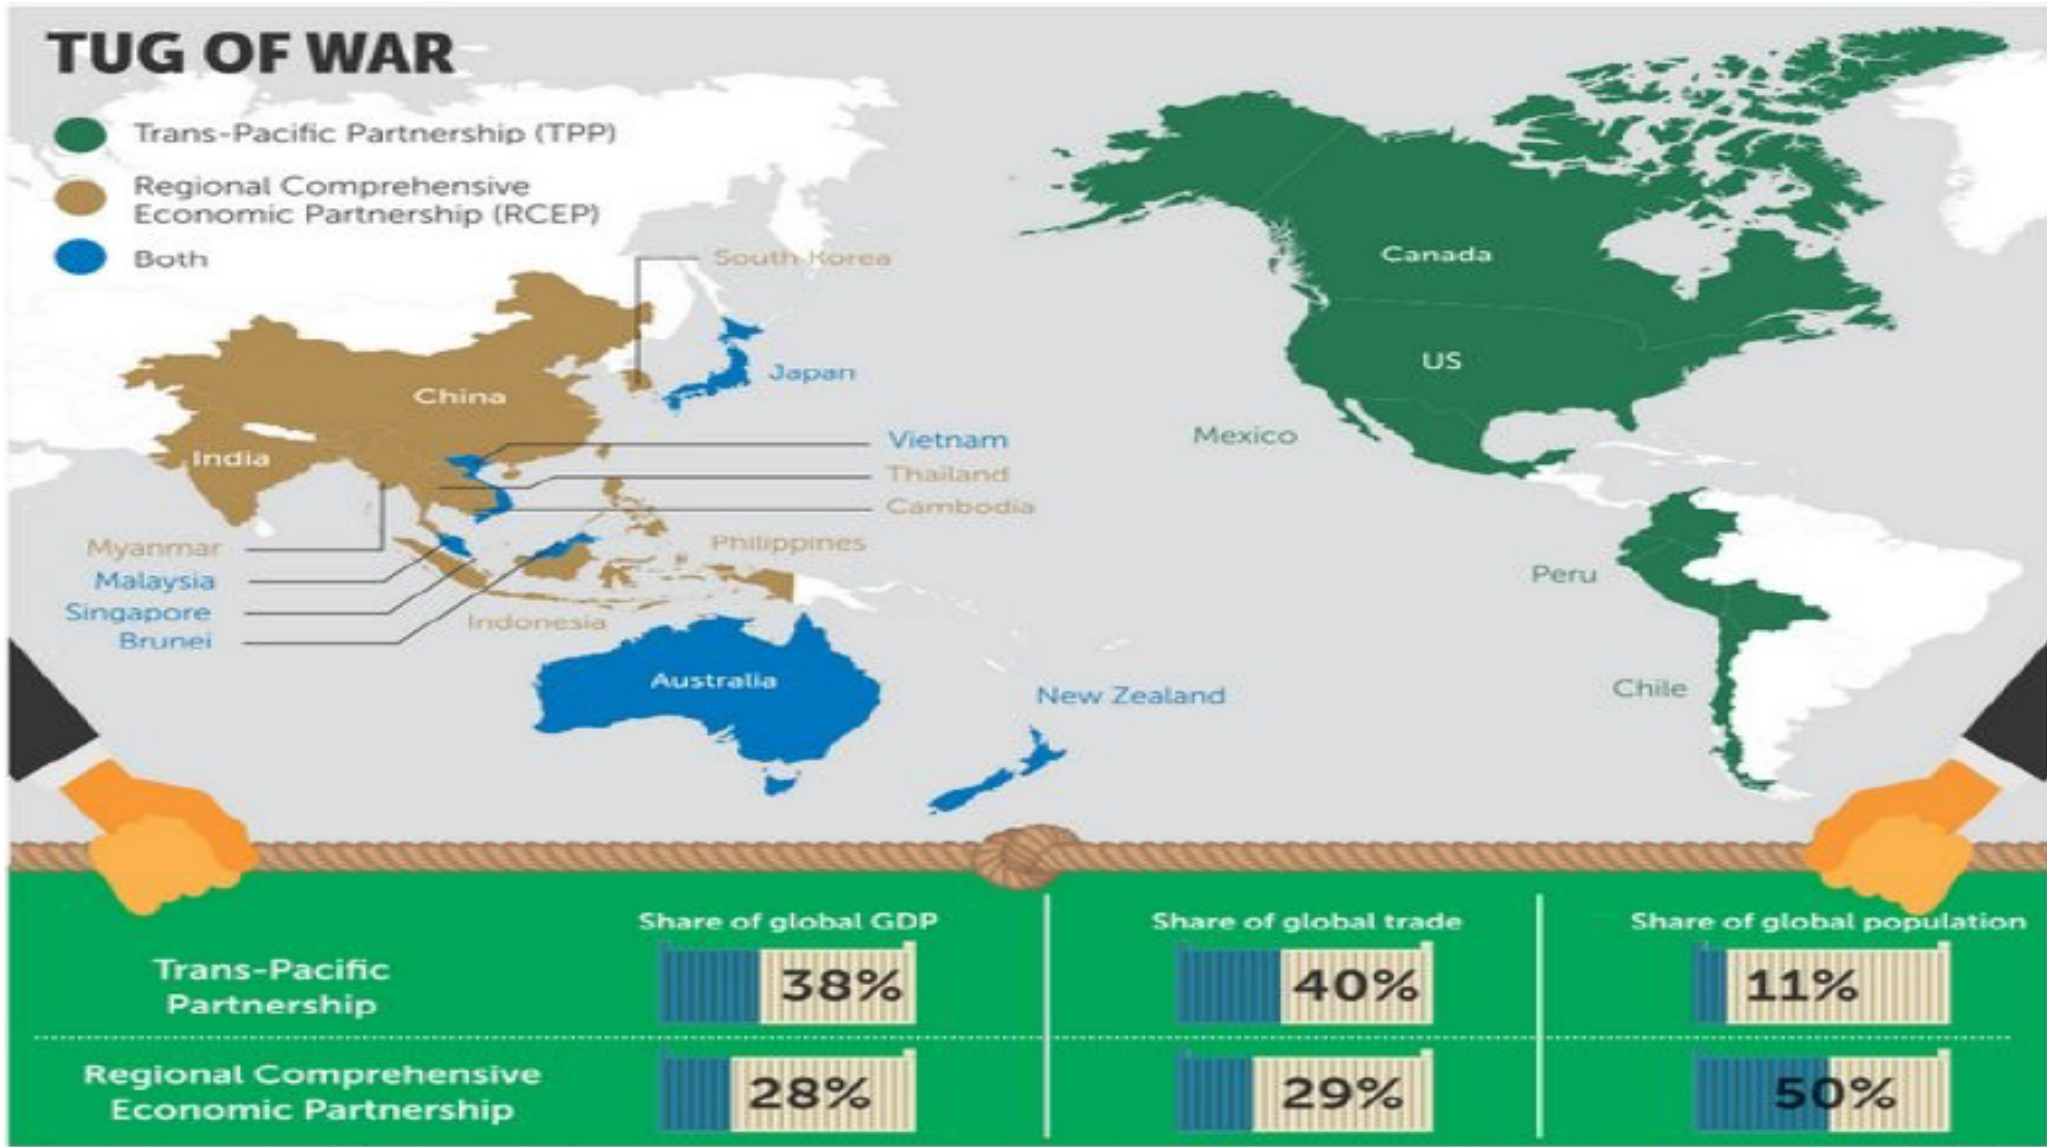 TUG OF WAR
Trans-Pacific Partnership (TPP)
Regional Comprehensive
Economic Partnership (RCEP)
Both
South Korea
Canada
US
Japan
China
Mexico
Vietnam
India
Thailand
Cambodia
Myanmar
Philippines
Malaysia
Peru
Singapore
Indonesia
Brunei
Australia
New Zealand
Chile
Share of global GDP
Share of global trade
Share of global population
Trans-Pacific
Partnership
38%
40%
11%
Regional Comprehensive
Economic Partnership
28%
29%
50%